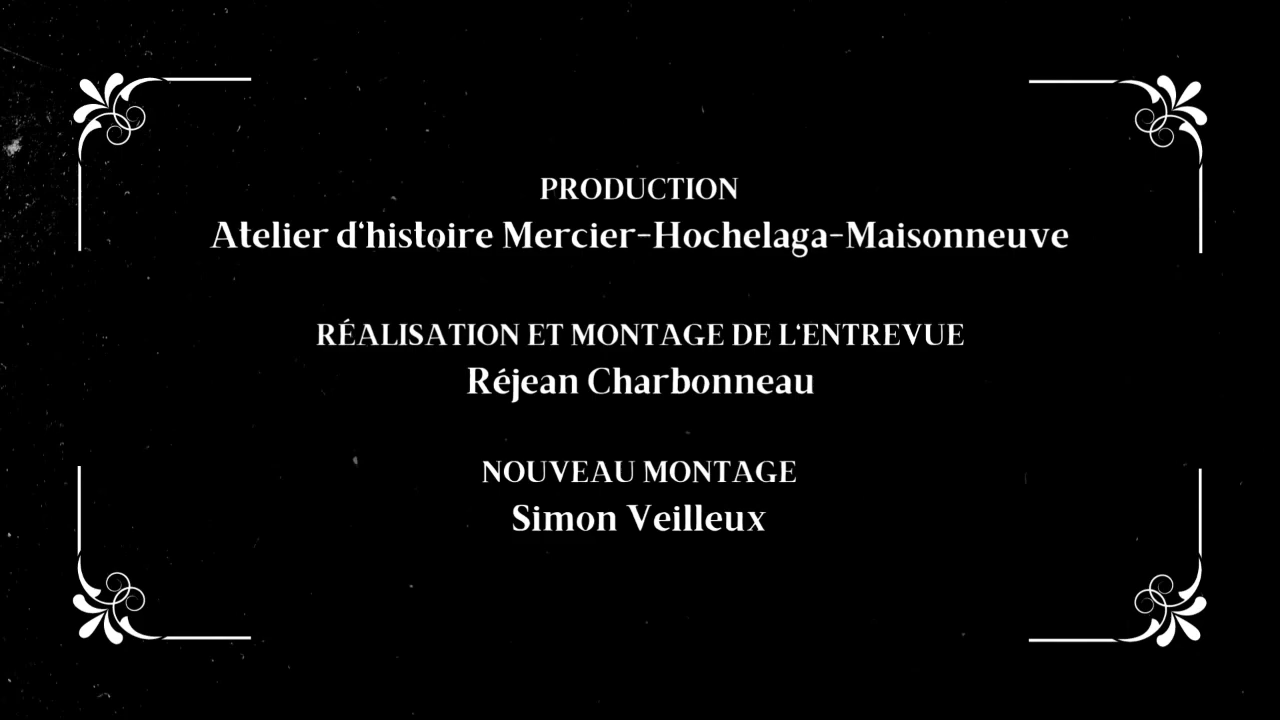 PRODUCTION
Atelier d'histoire Mercier-Hochelaga-Maisonneuve
RÉALISATION ET MONTAGE DE L'ENTREVUE
Réjean Charbonneau
NOUVEAU MONTAGE
Simon Veilleux